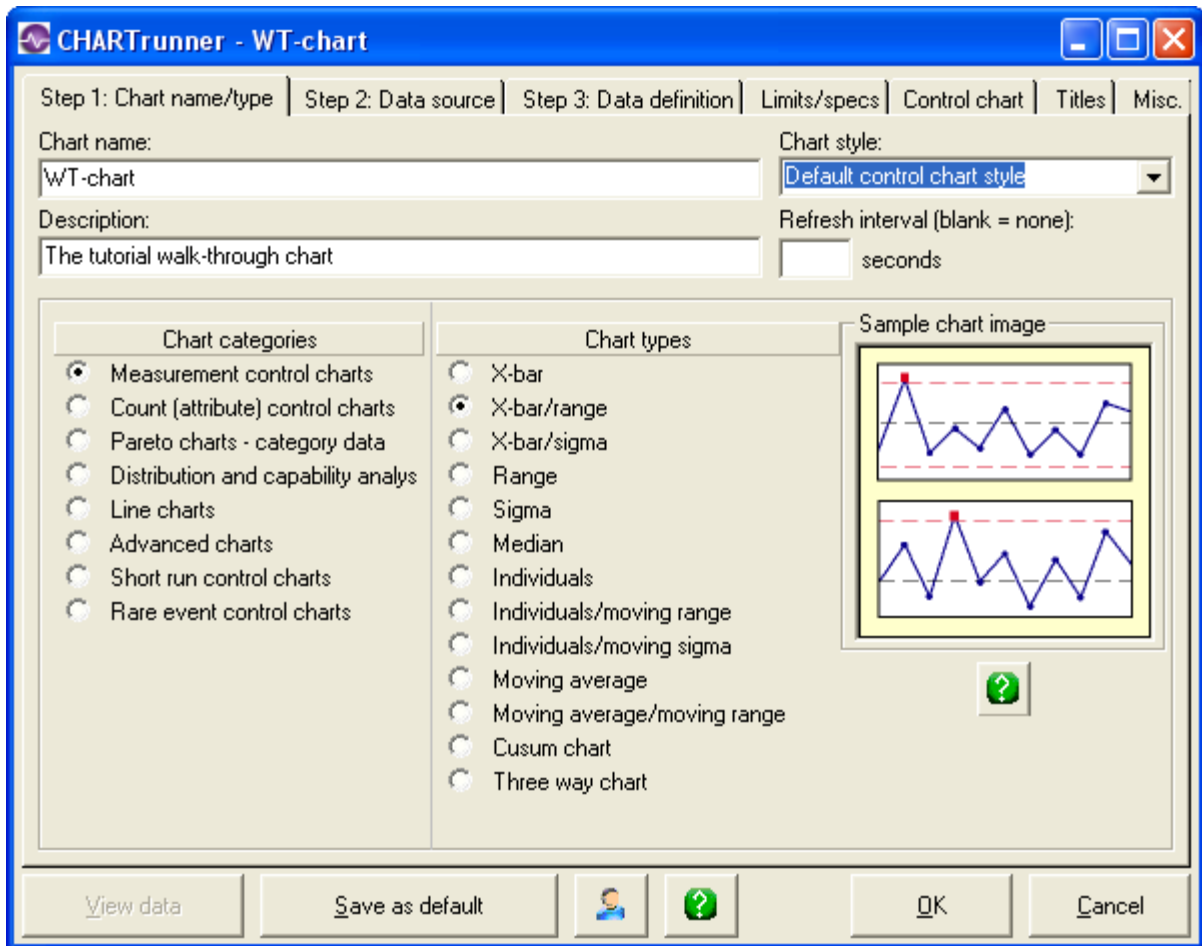 CHARTrunner - WT-chart
Step 1: Chart name/type
Step 2: Data source
Step 3: Data definition
Limits/specs
Control chart
Titles
Misc.
Chart name:
Chart style:
WT-chart
Default control chart style
Description:
Refresh interval (blank = none):
The tutorial walk-through chart
seconds
Chart categories
Measurement control charts
Count (attribute) control charts
Pareto charts - category data
Distribution and capability analys
Line charts
Advanced charts
Short run control charts
Rare event control charts
Chart types
X-bar
X-bar/range
X-bar/sigma
Range
Sigma
Median
Individuals
Individuals/moving range
Individuals/moving sigma
Moving average
Moving average/moving range
Cusum chart
Three way chart
Sample chart image
?
View data
Save as default
?
OK
Cancel